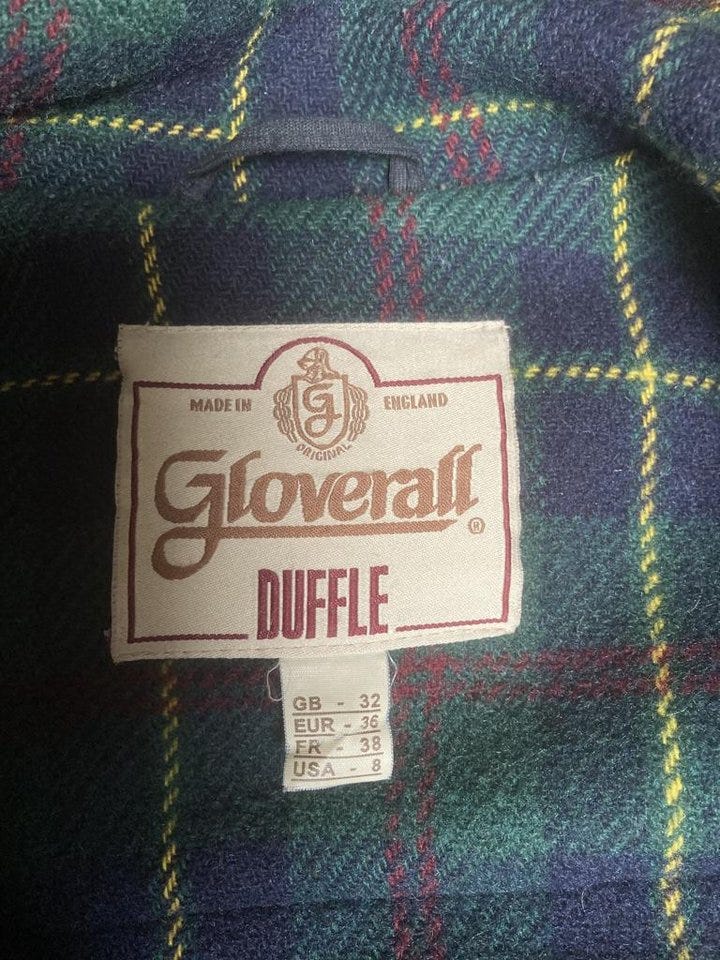 MADE IN ENGLAND
G
ORIGINAL
Gloverall ®
DUFFLE
GB - 32
EUR - 36
FR - 38
USA - 8